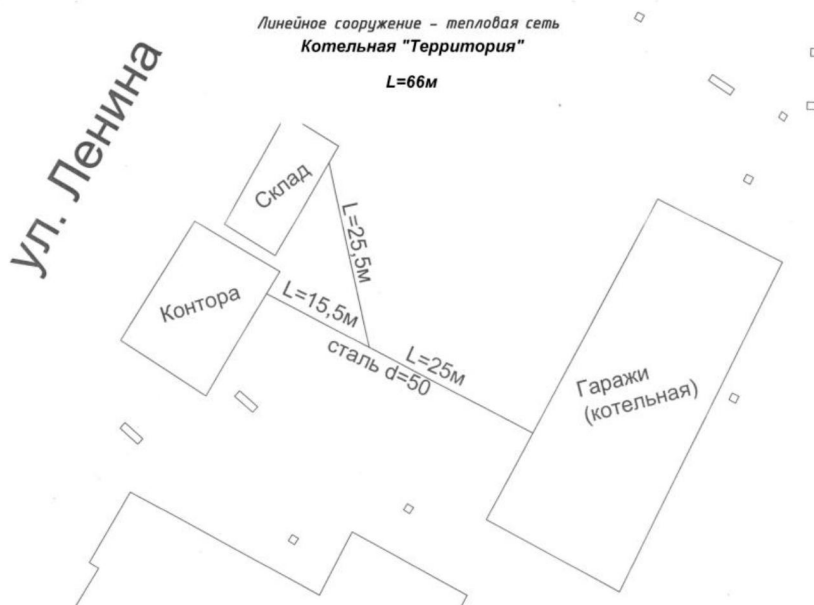 Линейное сооружение - тепловая сеть
Котельная "Территория"
L=66м
ул. Ленина
Склад
L=25,5м
Контора
L=15,5м
сталь d=50
L=25м
Гаражи
(котельная)